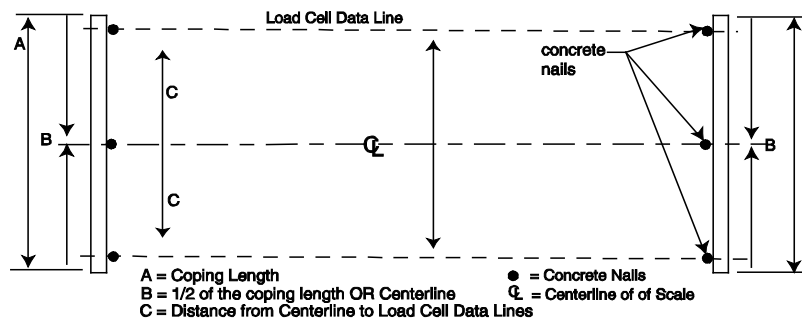 Load Cell Data Line
A
concrete
nails
C
B
℄
B
C
A = Coping Length
● = Concrete Nails
B = 1/2 of the coping length OR Centerline
℄ = Centerline of of Scale
C = Distance from Centerline to Load Cell Data Lines